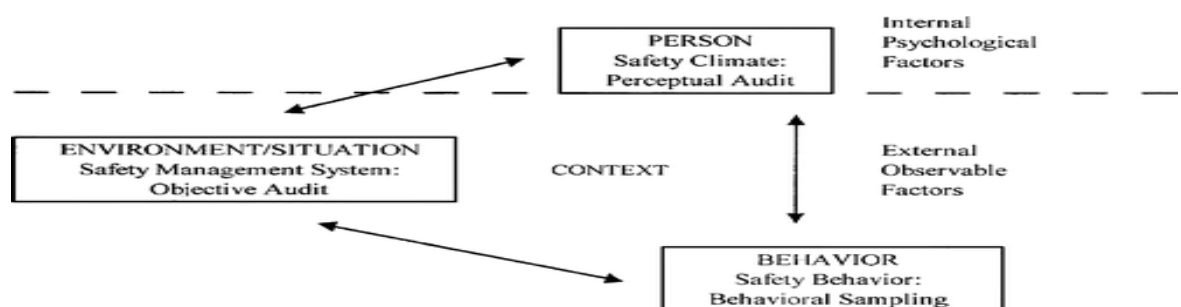 PERSON
Safety Climate:
Perceptual Audit
Internal
Psychological
Factors
ENVIRONMENT/SITUATION
Safety Management System:
Objective Audit
CONTEXT
External
Observable
Factors
BEHAVIOR
Safety Behavior:
Behavioral Sampling